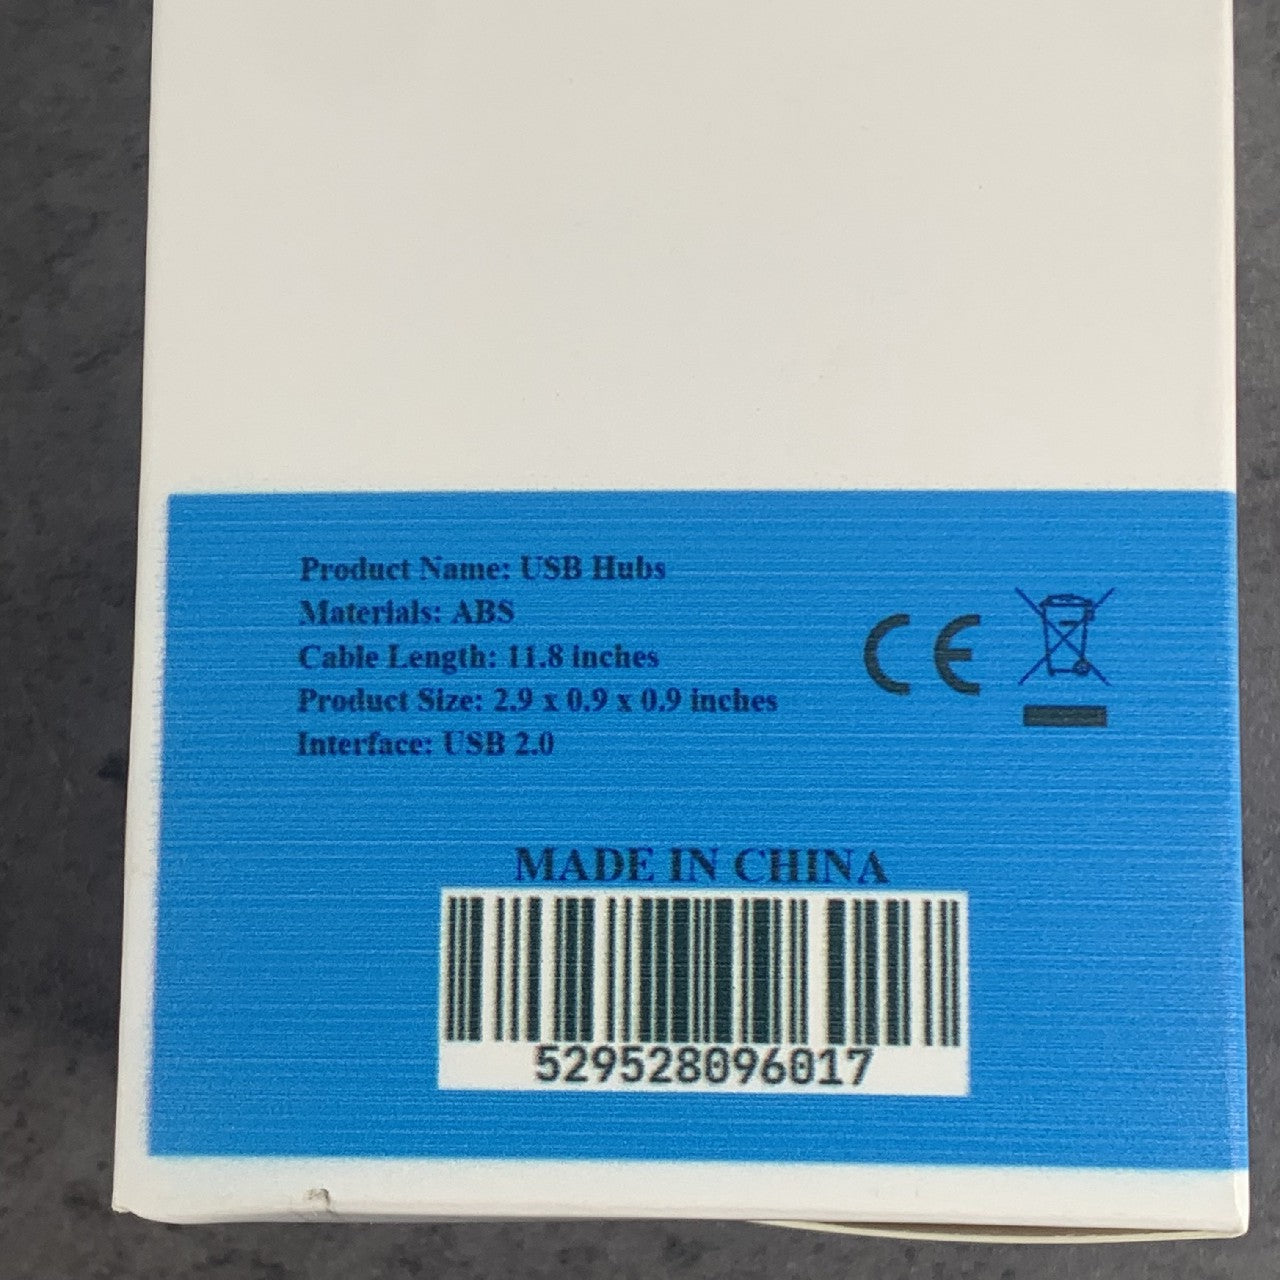 Product Name: USB Hubs
Materials: ABS
Cable Length: 11.8 inches
Product Size: 2.9 x 0.9 x 0.9 inches
Interface: USB 2.0
CE
MADE IN CHINA
529528096017